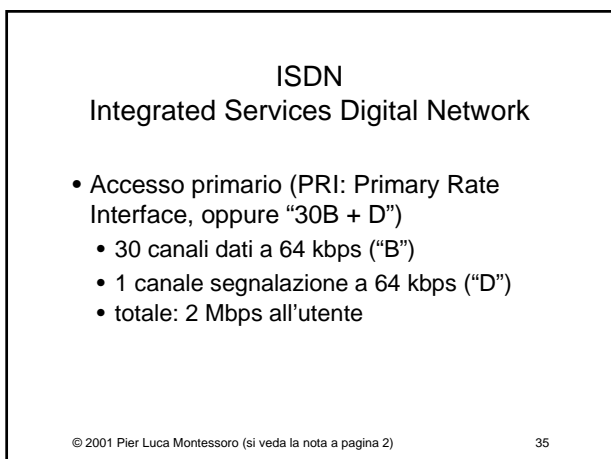 ISDN
Integrated Services Digital Network
• Accesso primario (PRI: Primary Rate
Interface, oppure “30B + D”)
• 30 canali dati a 64 kbps (“B”)
• 1 canale segnalazione a 64 kbps (“D”)
• totale: 2 Mbps all’utente
© 2001 Pier Luca Montessoro (si veda la nota a pagina 2) 35